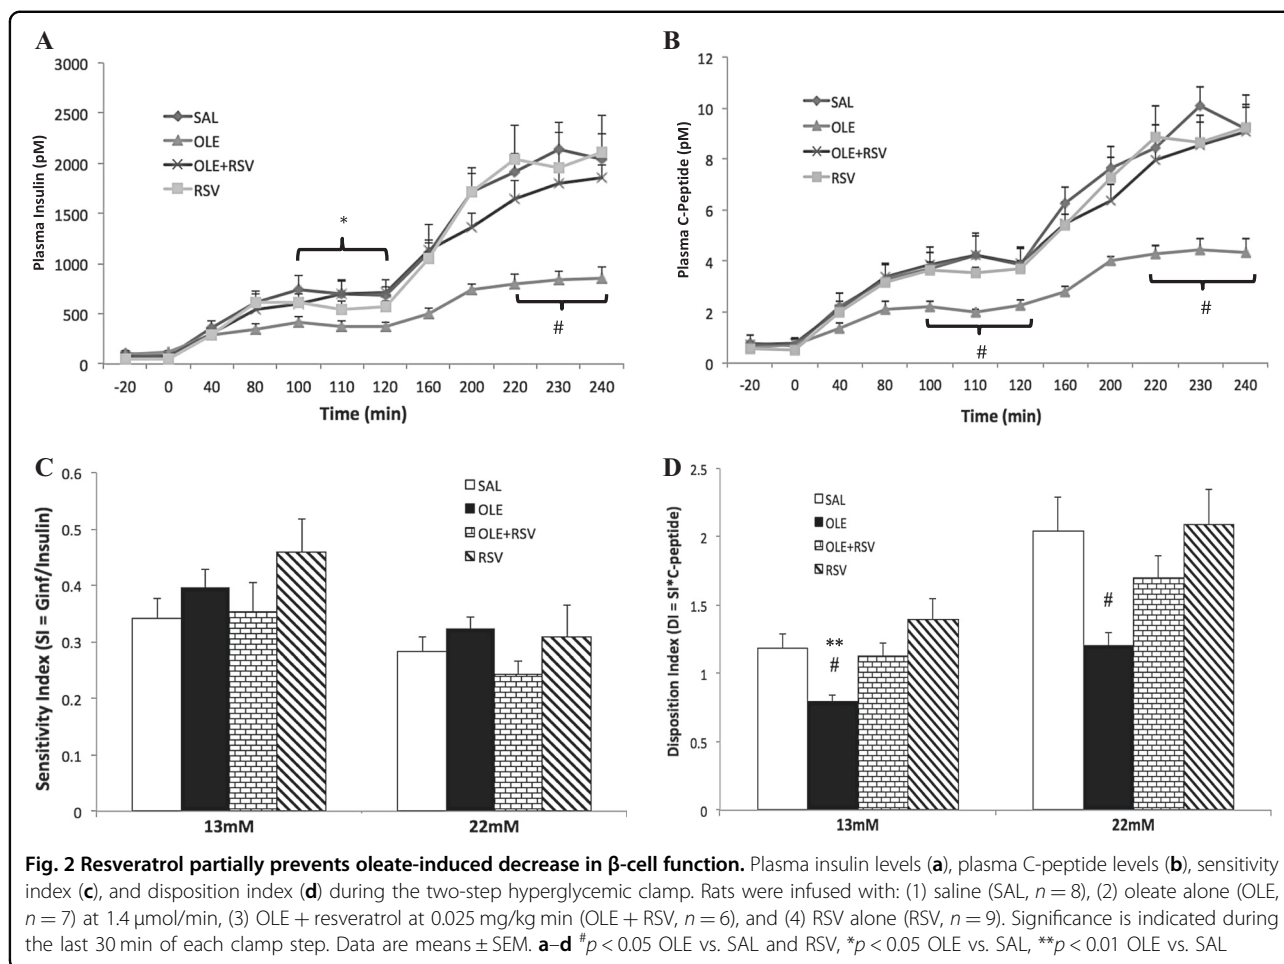 A
3000
2500
2000
1500
1000
500
0
Plasma Insulin (pM)
SAL
OLE
OLE+RSV
RSV
*
#
-20 0 40 80 100 110 120 160 200 220 230 240
Time (min)
B
12
10
8
6
4
2
0
Plasma C-Peptide (pM)
SAL
OLE
OLE+RSV
RSV
#
#
-20 0 40 80 100 110 120 160 200 220 230 240
Time (min)
C
0.6
0.5
0.4
0.3
0.2
0.1
0
Sensitivity Index (SI = Ginf/Insulin)
SAL
OLE
OLE+RSV
RSV
13mM 22mM
D
2.5
2
1.5
1
0.5
0
Disposition Index (DI = SI*C-peptide)
SAL
OLE
OLE+RSV
RSV
**
#
#
13mM 22mM
Fig. 2 Resveratrol partially prevents oleate-induced decrease in β-cell function. Plasma insulin levels (a), plasma C-peptide levels (b), sensitivity
index (c), and disposition index (d) during the two-step hyperglycemic clamp. Rats were infused with: (1) saline (SAL, n = 8), (2) oleate alone (OLE,
n = 7) at 1.4 μmol/min, (3) OLE + resveratrol at 0.025 mg/kg min (OLE + RSV, n = 6), and (4) RSV alone (RSV, n = 9). Significance is indicated during
the last 30 min of each clamp step. Data are means ± SEM. a–d #p < 0.05 OLE vs. SAL and RSV, *p < 0.05 OLE vs. SAL, **p < 0.01 OLE vs. SAL